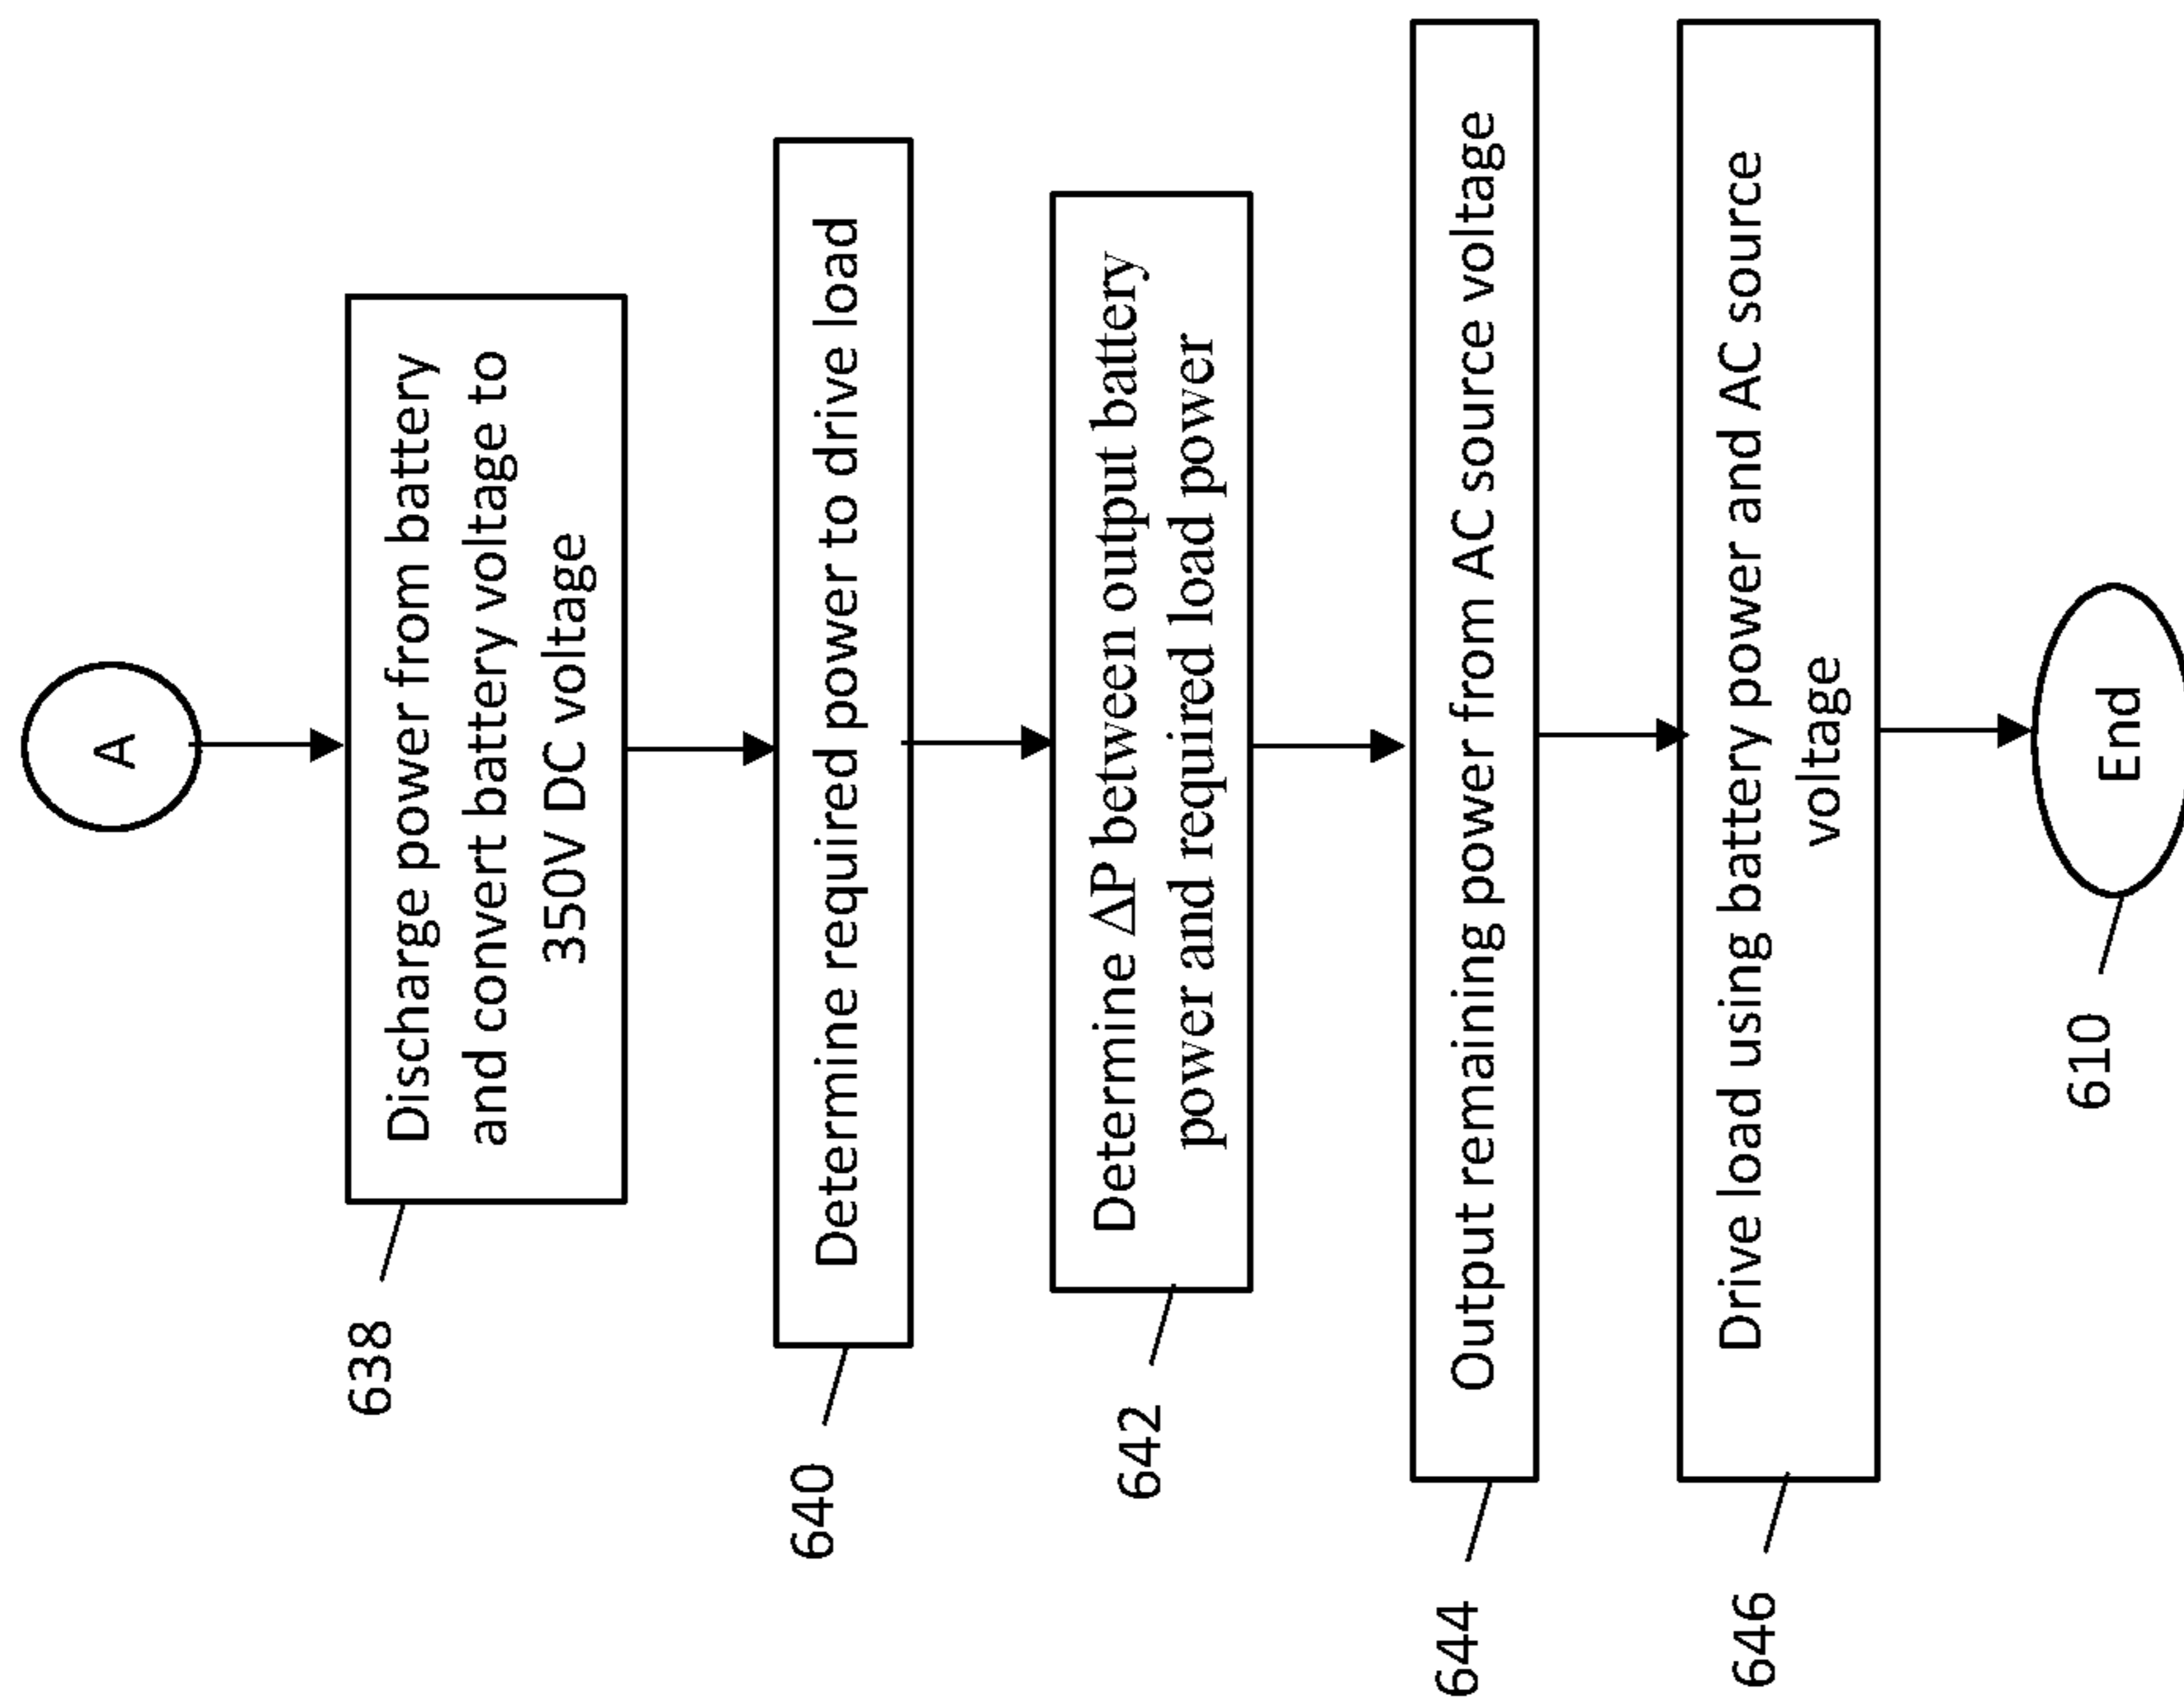 A
Discharge power from battery
and convert battery voltage to
350V DC voltage
638
Determine required power to drive load
640
Determine ΔP between output battery
power and required load power
642
Output remaining power from AC source voltage
644
Drive load using battery power and AC source
voltage
646
End
610